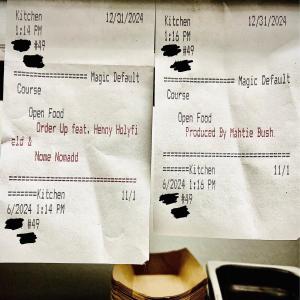 Kitchen 12/31/2024
1:14 PM
#49
==================== Magic Default
Course
Open Food
Order Up feat. Henny Holyfi
eld &
Nome Nomadd
=======Kitchen 11/1
6/2024 1:14 PM
#49
Kitchen 12/31/2024
1:16 PM
#49
==================== Magic Default
Course
Open Food
Produced By Mahtie Bush
=======Kitchen 11/1
6/2024 1:16 PM
#49